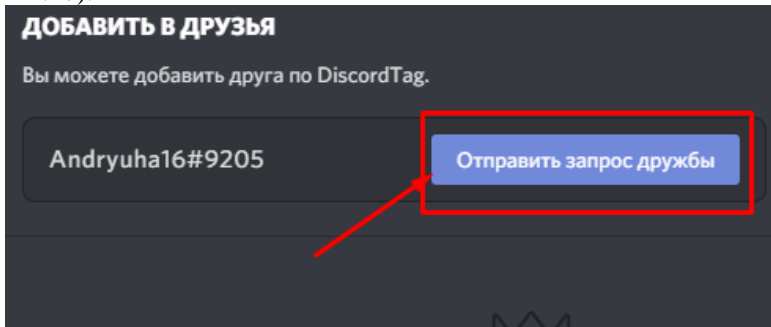 ДОБАВИТЬ В ДРУЗЬЯ
Вы можете добавить друга по DiscordTag.
Andryuha16#9205
Отправить запрос дружбы